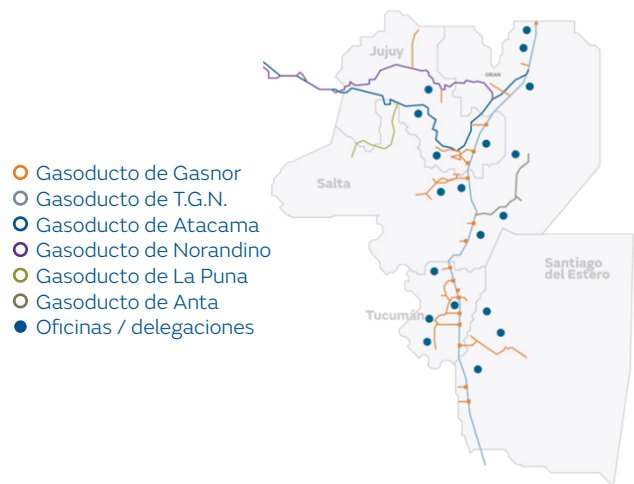 Jujuy
ORAN
Salta
Santiago
del Estero
Tucumán
Gasoducto de Gasnor
Gasoducto de T.G.N.
Gasoducto de Atacama
Gasoducto de Norandino
Gasoducto de La Puna
Gasoducto de Anta
Oficinas / delegaciones